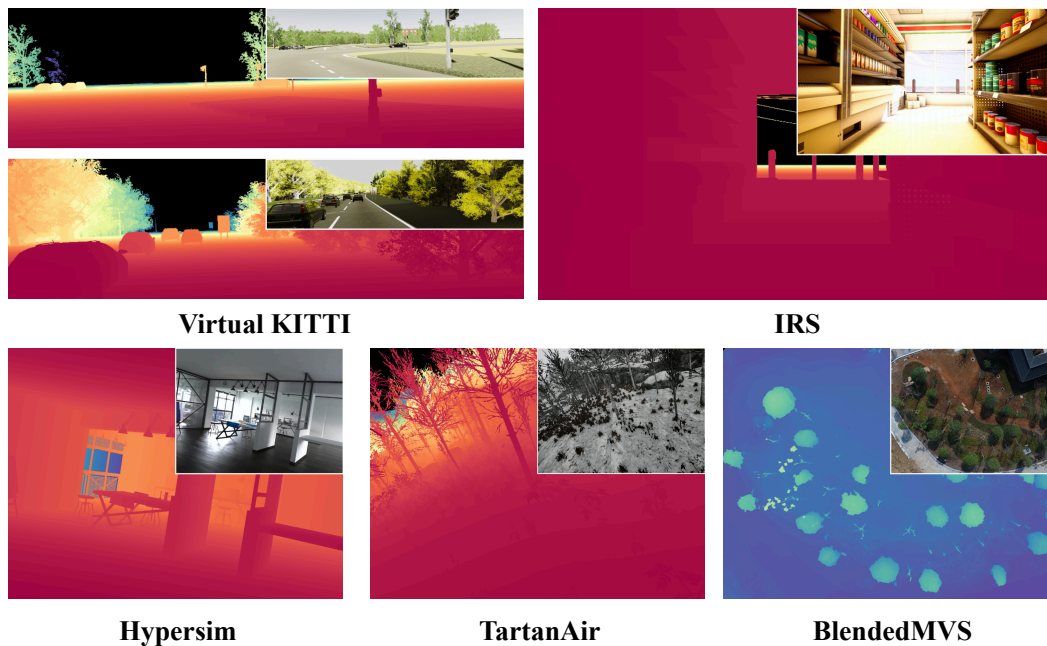 Virtual KITTI
IRS
Hypersim
TartanAir
BlendedMVS